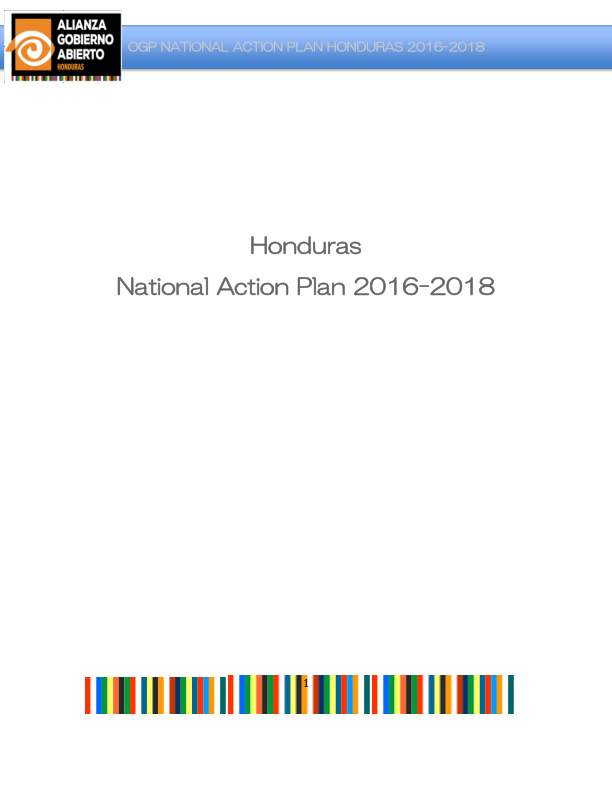 ALIANZA
GOBIERNO
ABIERTO
HONDURAS
OGP NATIONAL ACTION PLAN HONDURAS 2016-2018
Honduras
National Action Plan 2016-2018
1